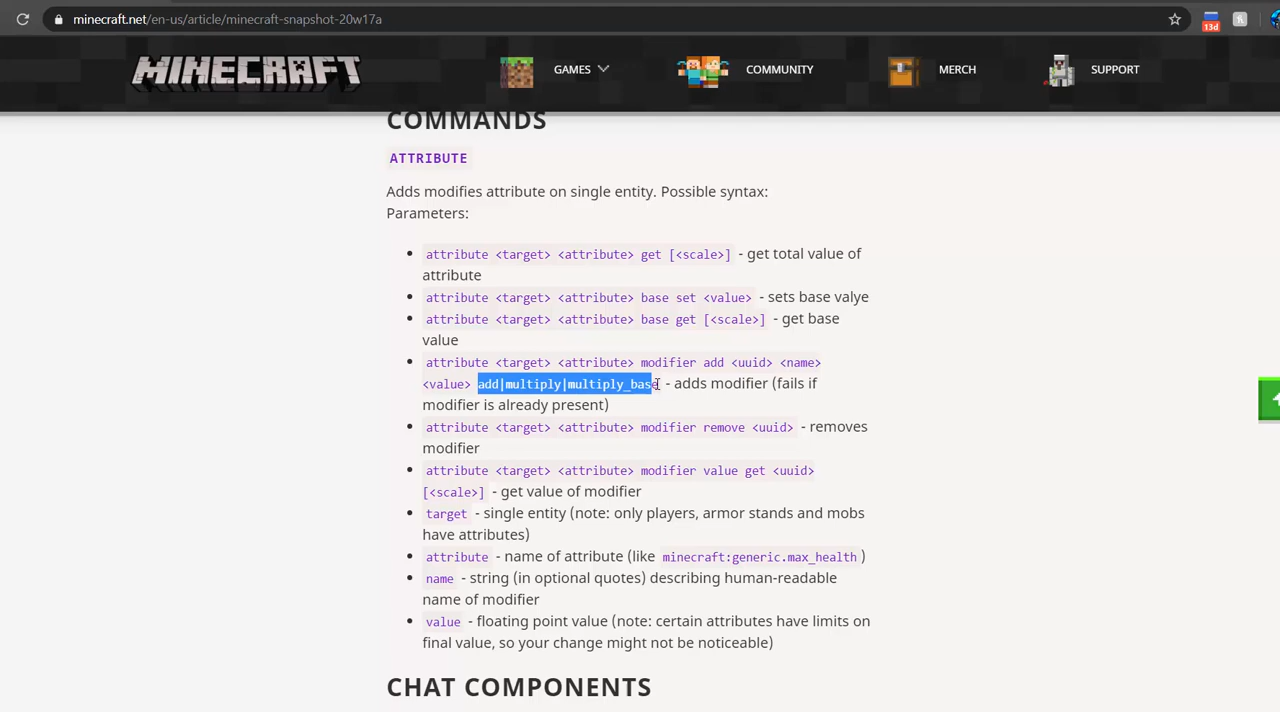 minecraft.net/en-us/article/minecraft-snapshot-20w17a
13d
MINECRAFT
GAMES
COMMUNITY
MERCH
SUPPORT
COMMANDS
ATTRIBUTE
Adds modifies attribute on single entity. Possible syntax:
Parameters:
• attribute <target> <attribute> get [<scale>] - get total value of
attribute
• attribute <target> <attribute> base set <value> - sets base valye
• attribute <target> <attribute> base get [<scale>] - get base
value
• attribute <target> <attribute> modifier add <uuid> <name>
<value> add|multiply|multiply_base - adds modifier (fails if
modifier is already present)
• attribute <target> <attribute> modifier remove <uuid> - removes
modifier
• attribute <target> <attribute> modifier value get <uuid>
[<scale>] - get value of modifier
• target - single entity (note: only players, armor stands and mobs
have attributes)
• attribute - name of attribute (like minecraft:generic.max_health)
• name - string (in optional quotes) describing human-readable
name of modifier
• value - floating point value (note: certain attributes have limits on
final value, so your change might not be noticeable)
CHAT COMPONENTS